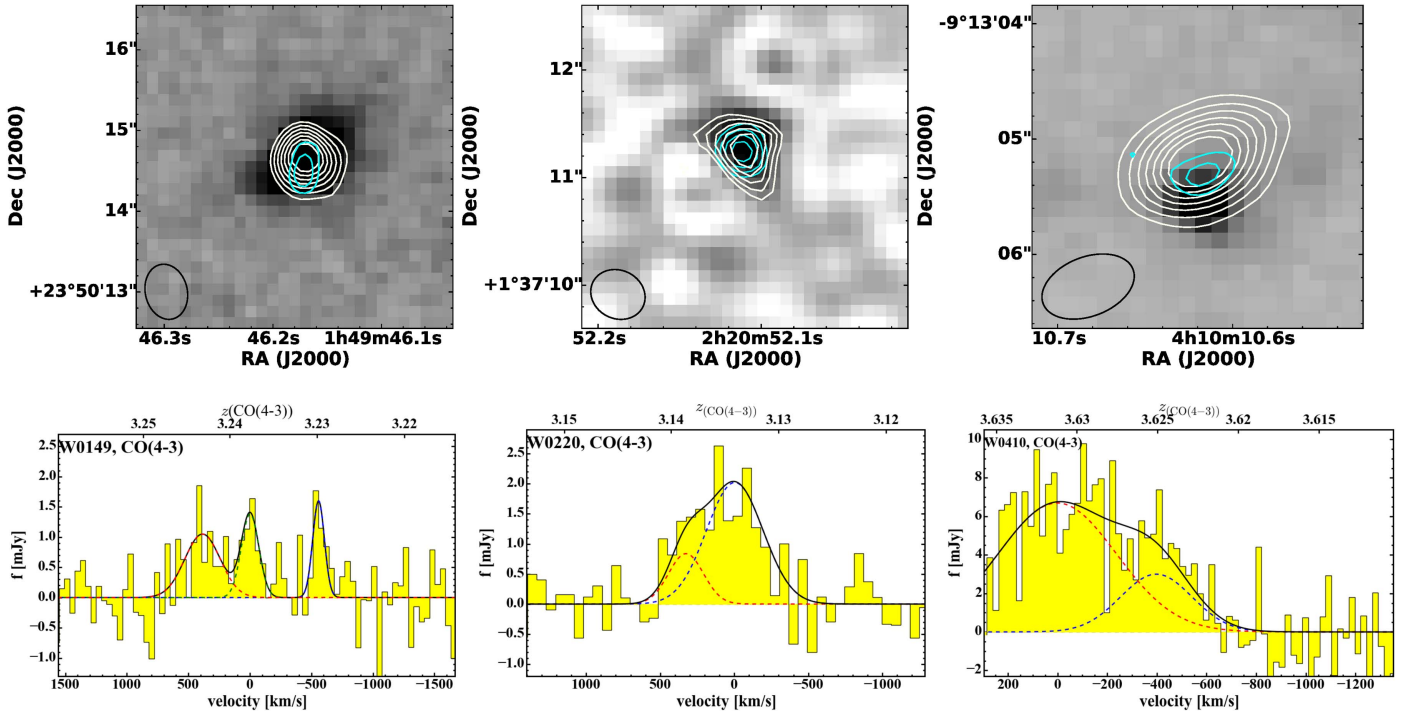 16"
15"
14"
+23°50'13"
Dec (J2000)
46.3s 46.2s 1h49m46.1s
RA (J2000)
12"
11"
+1°37'10"
Dec (J2000)
52.2s 2h20m52.1s
RA (J2000)
-9°13'04"
05"
06"
Dec (J2000)
10.7s 4h10m10.6s
RA (J2000)
z(CO(4-3))
3.25 3.24 3.23 3.22
W0149, CO(4-3)
f [mJy]
2.5
2.0
1.5
1.0
0.5
0.0
−0.5
−1.0
1500 1000 500 0 −500 −1000 −1500
velocity [km/s]
z(CO(4−3))
3.15 3.14 3.13 3.12
W0220, CO(4-3)
f [mJy]
2.5
2.0
1.5
1.0
0.5
0.0
−0.5
−1.0
1000 500 0 −500 −1000
velocity [km/s]
z(CO(4−3))
3.635 3.63 3.625 3.62 3.615
W0410, CO(4-3)
f [mJy]
10
8
6
4
2
0
−2
200 0 −200 −400 −600 −800 −1000 −1200
velocity [km/s]